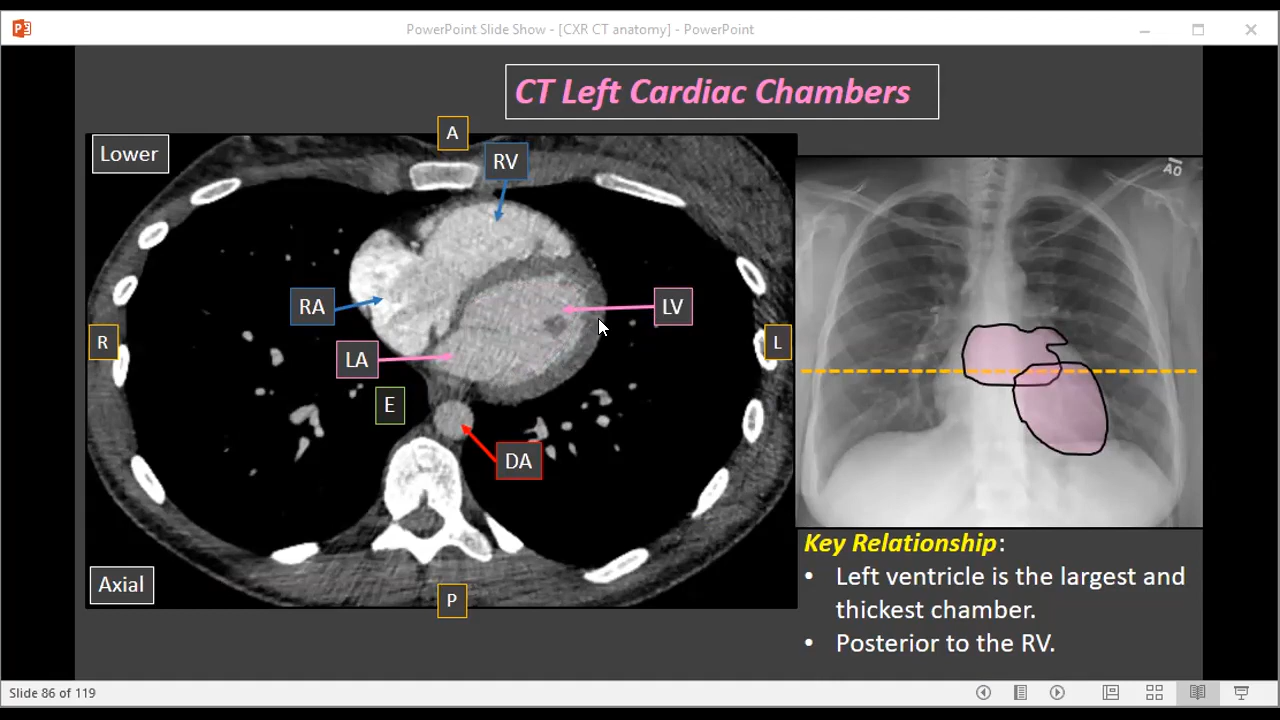 PowerPoint Slide Show - [CXR CT anatomy] - PowerPoint
CT Left Cardiac Chambers
Lower
A
RV
AO
RA
LV
R
L
LA
E
DA
Key Relationship:
• Left ventricle is the largest and
thickest chamber.
• Posterior to the RV.
Axial
P
Slide 86 of 119